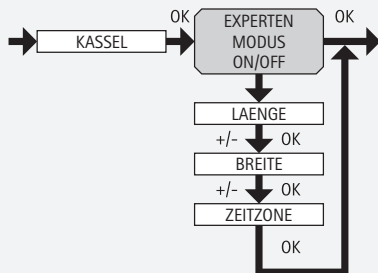 OK
EXPERTEN
MODUS
ON/OFF
OK
KASSEL
LAENGE
+/- OK
BREITE
+/- OK
ZEITZONE
OK